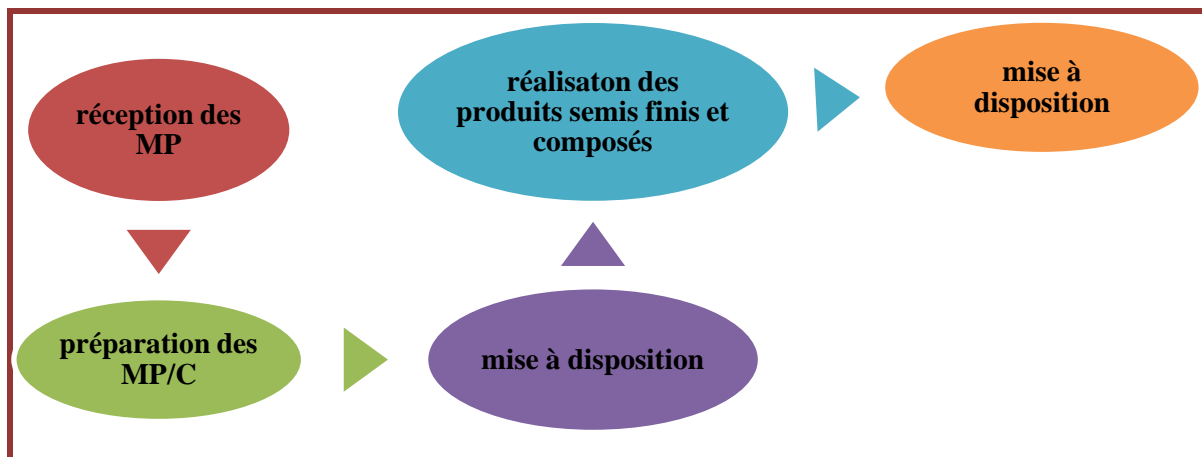 réception des
MP
préparation des
MP/C
mise à disposition
réalisaton des
produits semis finis et
composés
mise à
disposition